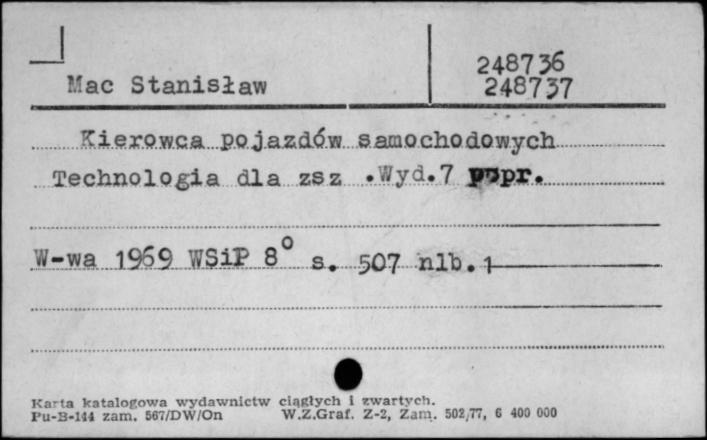 248736
Mac Stanisław 248737
Kierowca pojazdów samochodowych
Technologia dla zsz .Wyd.7 popr.
W-wa 1969 WSiP 8° s. 507 nlb.1
Karta katalogowa wydawnictw ciągłych i zwartych.
Pu-B-144 zam. 567/DW/On W.Z.Graf. Z-2, Zam. 502/77, 6 400 000